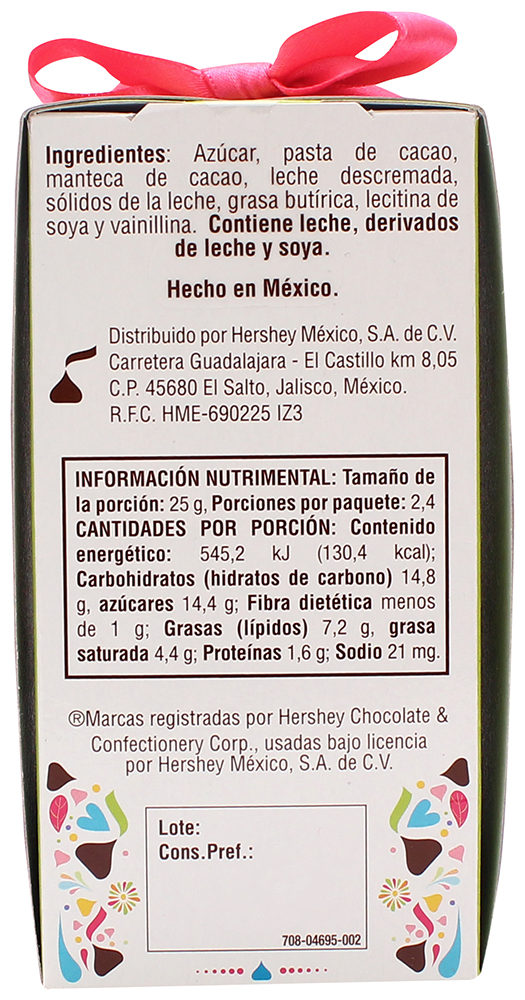 Ingredientes: Azúcar, pasta de cacao,
manteca de cacao, leche descremada,
sólidos de la leche, grasa butírica, lecitina de
soya y vainillina. Contiene leche, derivados
de leche y soya.
Hecho en México.
Distribuido por Hershey México, S.A. de C.V.
Carretera Guadalajara - El Castillo km 8,05
C.P. 45680 El Salto, Jalisco, México.
R.F.C. HME-690225 IZ3
INFORMACIÓN NUTRIMENTAL: Tamaño de
la porción: 25 g, Porciones por paquete: 2,4
CANTIDADES POR PORCIÓN: Contenido
energético: 545,2 kJ (130,4 kcal);
Carbohidratos (hidratos de carbono) 14,8
g, azúcares 14,4 g; Fibra dietética menos
de 1 g; Grasas (lípidos) 7,2 g, grasa
saturada 4,4 g; Proteínas 1,6 g; Sodio 21 mg.
®Marcas registradas por Hershey Chocolate &
Confectionery Corp., usadas bajo licencia
por Hershey México, S.A. de C.V.
Lote:
Cons.Pref.:
708-04695-002